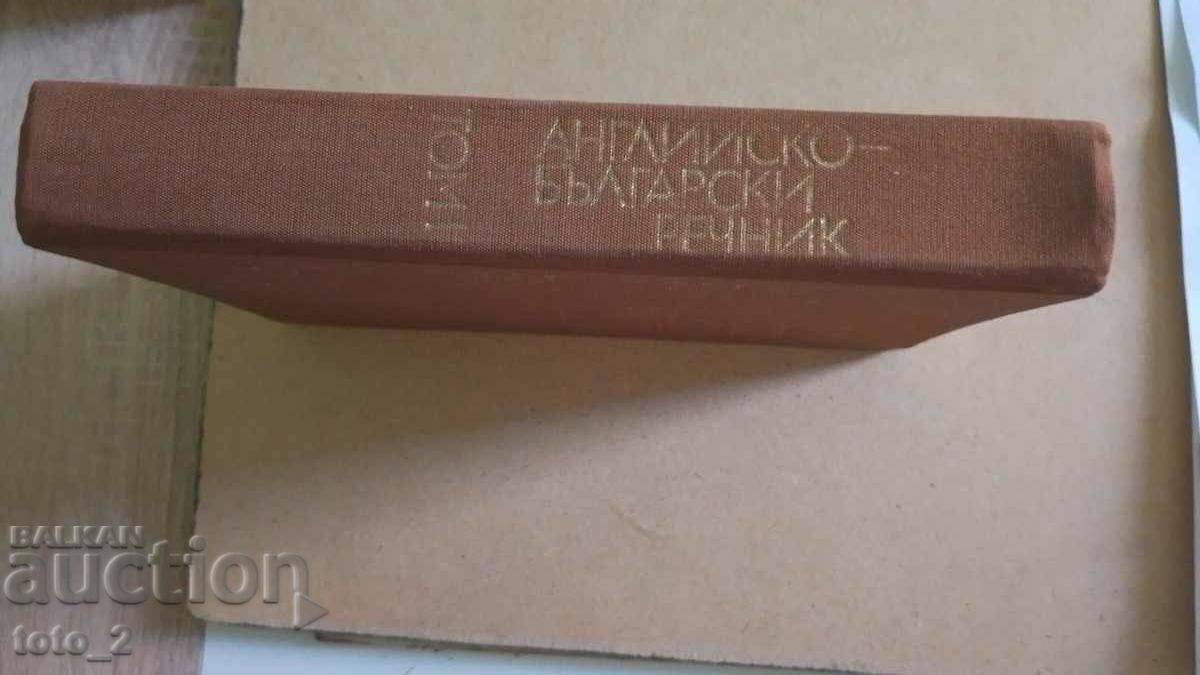 АНГЛИЙСКО-
БЪЛГАРСКИ
РЕЧНИК
ТОМ I
BALKAN
auction
toto_2